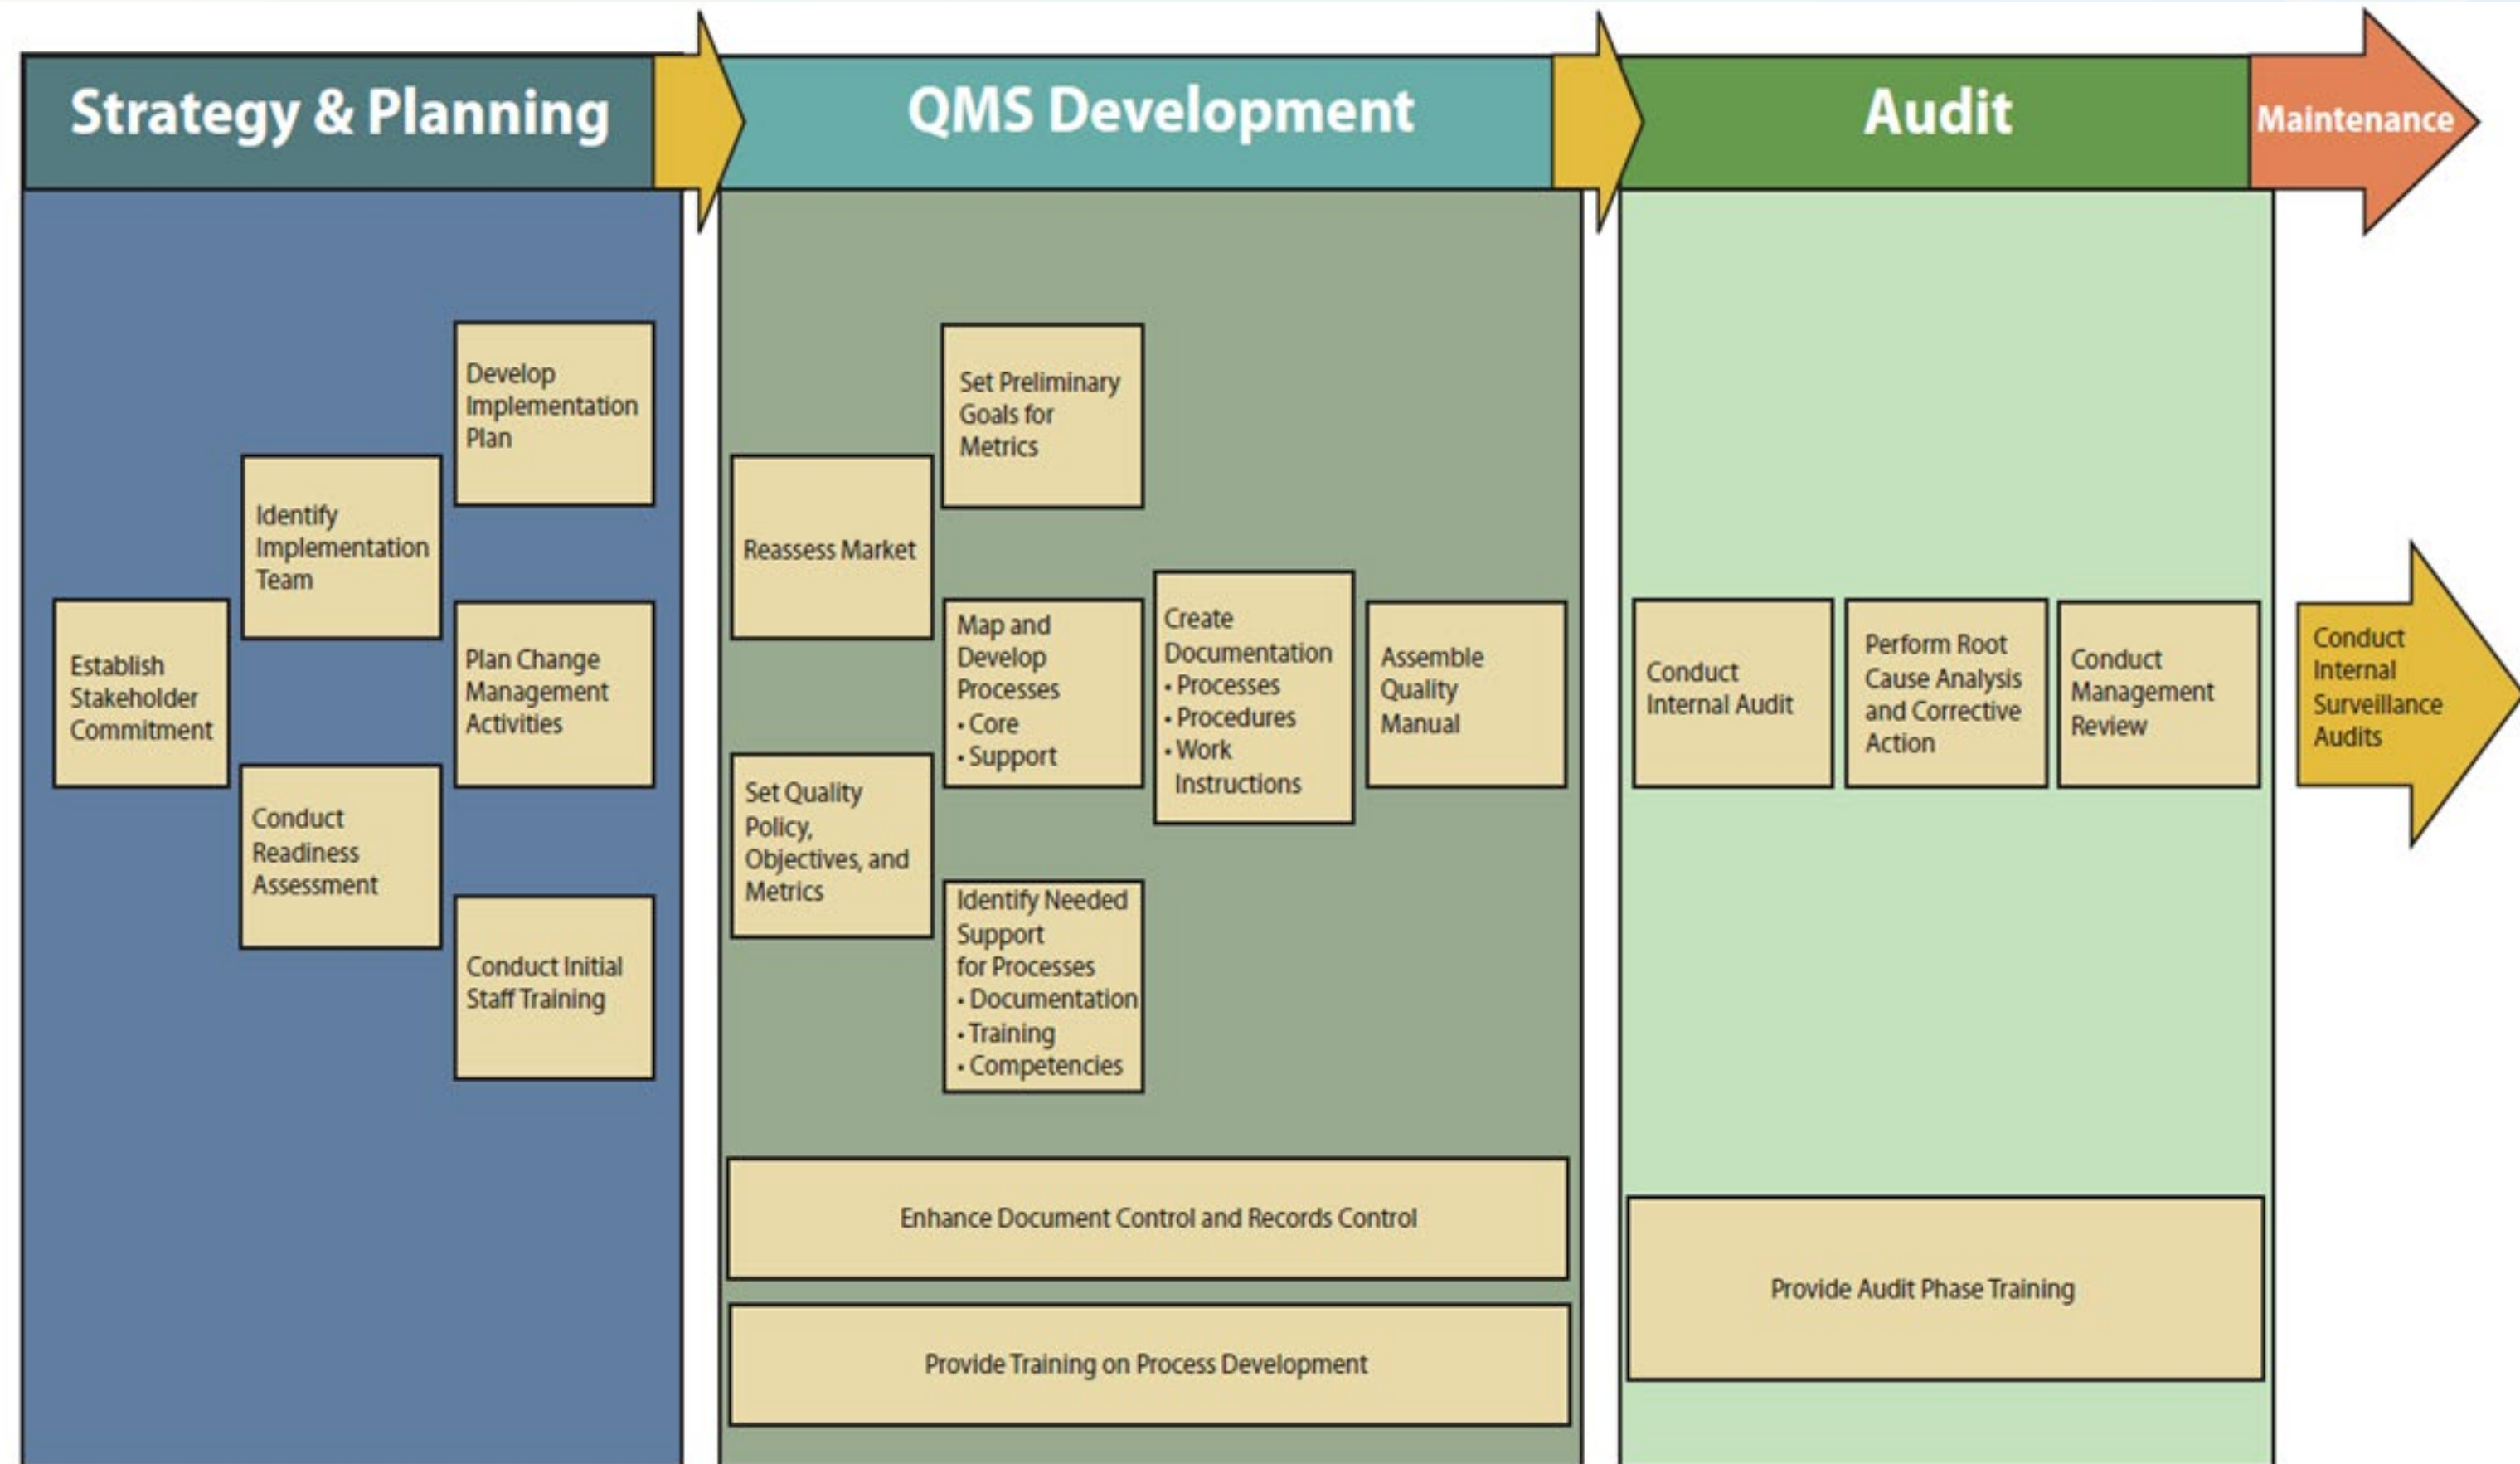 Strategy & Planning
QMS Development
Audit
Maintenance
Establish
Stakeholder
Commitment
Identify
Implementation
Team
Conduct
Readiness
Assessment
Develop
Implementation
Plan
Plan Change
Management
Activities
Conduct Initial
Staff Training
Reassess Market
Set Quality
Policy,
Objectives, and
Metrics
Set Preliminary
Goals for
Metrics
Map and
Develop
Processes
• Core
• Support
Identify Needed
Support
for Processes
• Documentation
• Training
• Competencies
Create
Documentation
• Processes
• Procedures
• Work
Instructions
Assemble
Quality
Manual
Enhance Document Control and Records Control
Provide Training on Process Development
Conduct
Internal Audit
Perform Root
Cause Analysis
and Corrective
Action
Conduct
Management
Review
Provide Audit Phase Training
Conduct
Internal
Surveillance
Audits